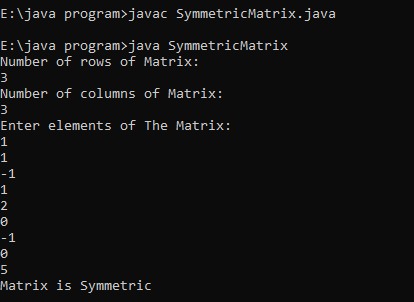 E:\java program>javac SymmetricMatrix.java
E:\java program>java SymmetricMatrix
Number of rows of Matrix:
3
Number of columns of Matrix:
3
Enter elements of The Matrix:
1
1
-1
1
2
0
-1
0
5
Matrix is Symmetric